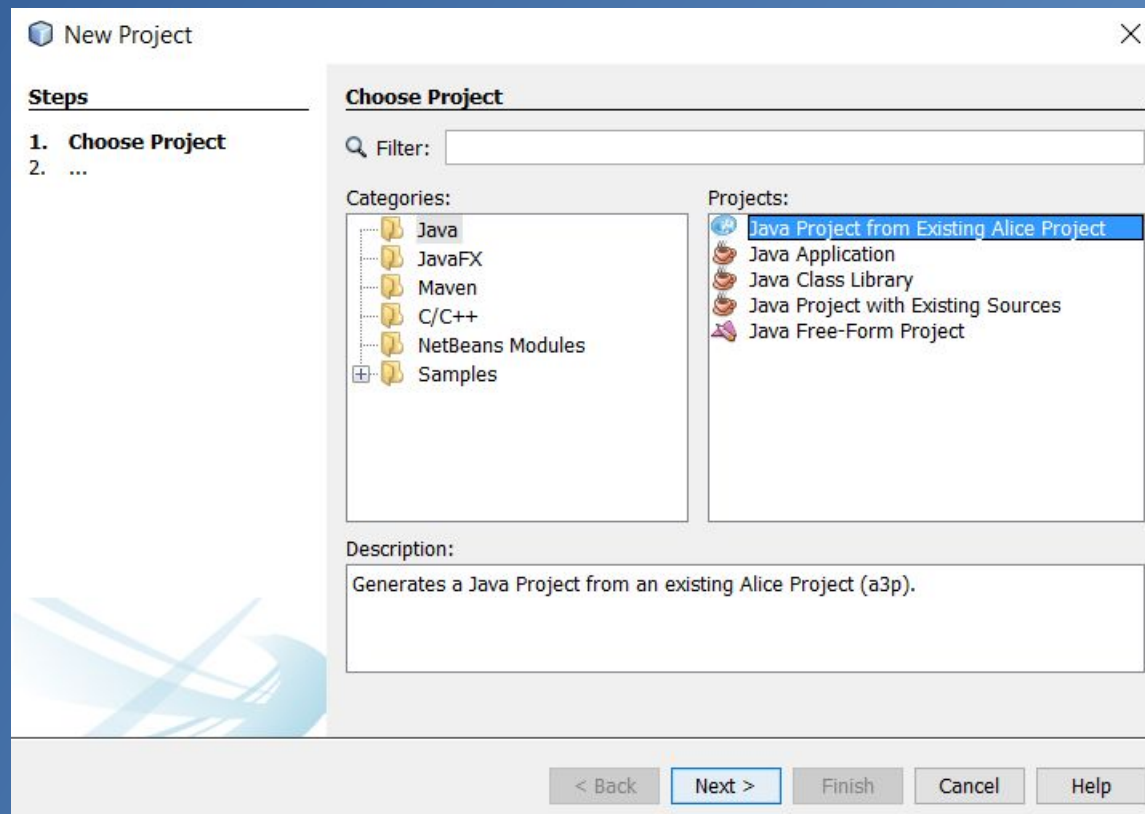 New Project
Steps
1. Choose Project
2. ...
Choose Project
Filter:
Categories:
Java
JavaFX
Maven
C/C++
NetBeans Modules
Samples
Projects:
Java Project from Existing Alice Project
Java Application
Java Class Library
Java Project with Existing Sources
Java Free-Form Project
Description:
Generates a Java Project from an existing Alice Project (a3p).
< Back
Next >
Finish
Cancel
Help